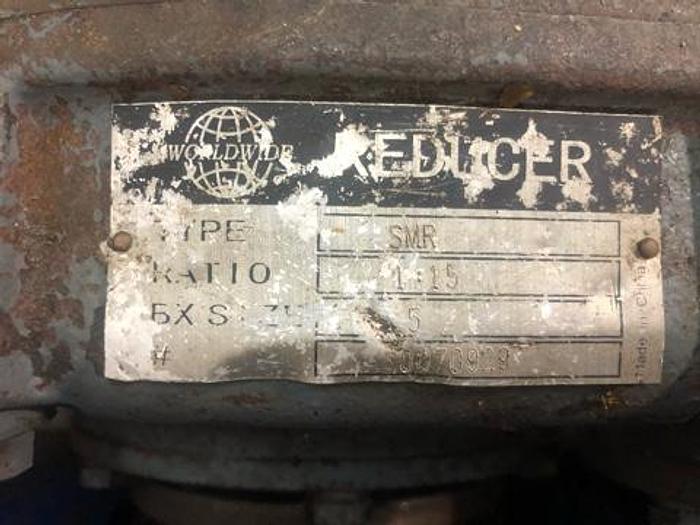 WORLDWIDE
REDUCER
TYPE SMR
RATIO 1:15
BX SIZE 5
#
Made in China